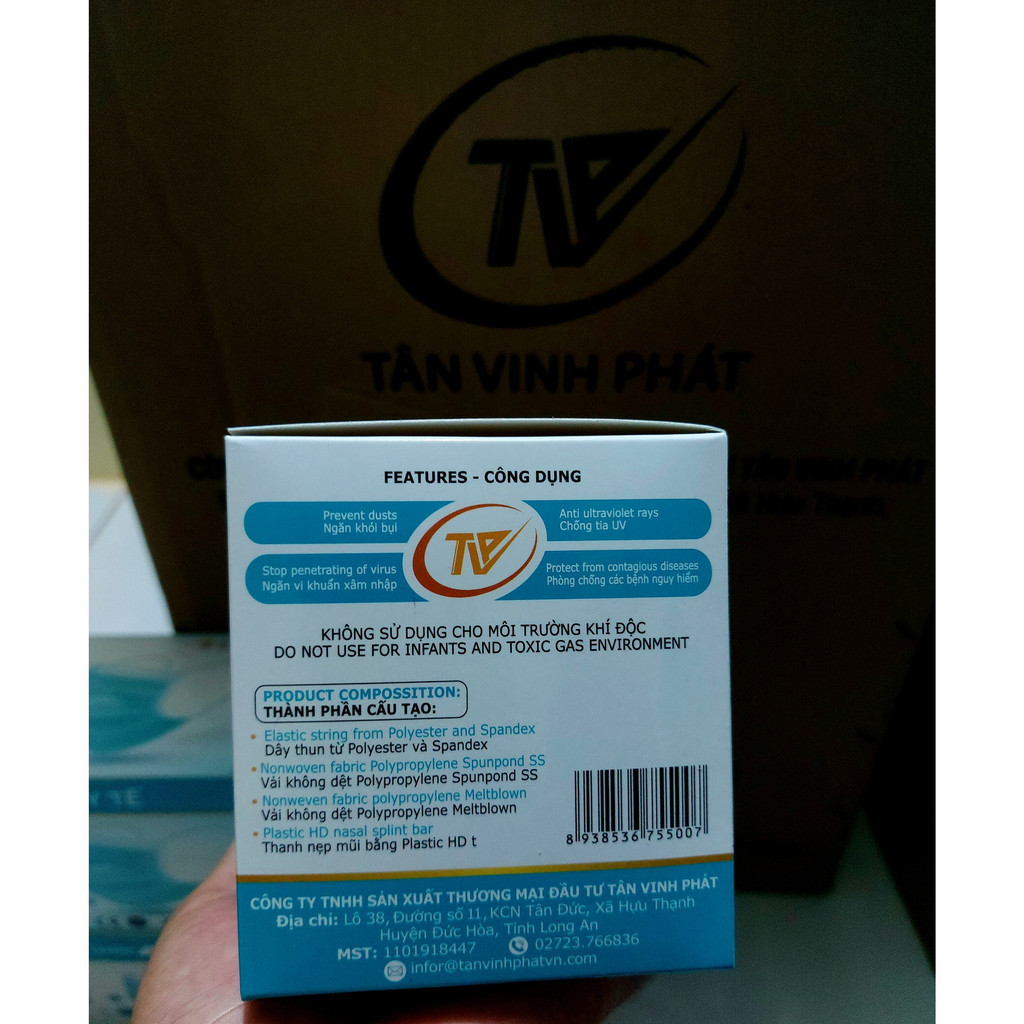 TVP
TÂN VINH PHÁT
TÂN VINH PHÁT
FEATURES - CÔNG DỤNG
Prevent dusts
Ngăn khói bụi
Anti ultraviolet rays
Chống tia UV
TVP
Stop penetrating of virus
Ngăn vi khuẩn xâm nhập
Protect from contagious diseases
Phòng chống các bệnh nguy hiểm
KHÔNG SỬ DỤNG CHO MÔI TRƯỜNG KHÍ ĐỘC
DO NOT USE FOR INFANTS AND TOXIC GAS ENVIRONMENT
PRODUCT COMPOSSITION:
THÀNH PHẦN CẤU TẠO:
• Elastic string from Polyester and Spandex
Dây thun từ Polyester và Spandex
• Nonwoven fabric Polypropylene Spunpond SS
Vải không dệt Polypropylene Spunpond SS
• Nonweven fabric polypropylene Meltblown
Vải không dệt Polypropylene Meltblown
• Plastic HD nasal splint bar
Thanh nẹp mũi bằng Plastic HD t
8 938536 755007
CÔNG TY TNHH SẢN XUẤT THƯƠNG MẠI ĐẦU TƯ TÂN VINH PHÁT
Địa chỉ: Lô 38, Đường số 11, KCN Tân Đức, Xã Hựu Thạnh
Huyện Đức Hòa, Tỉnh Long An
MST: 1101918447 02723.766836
infor@tanvinhphatvn.com
Y TẾ